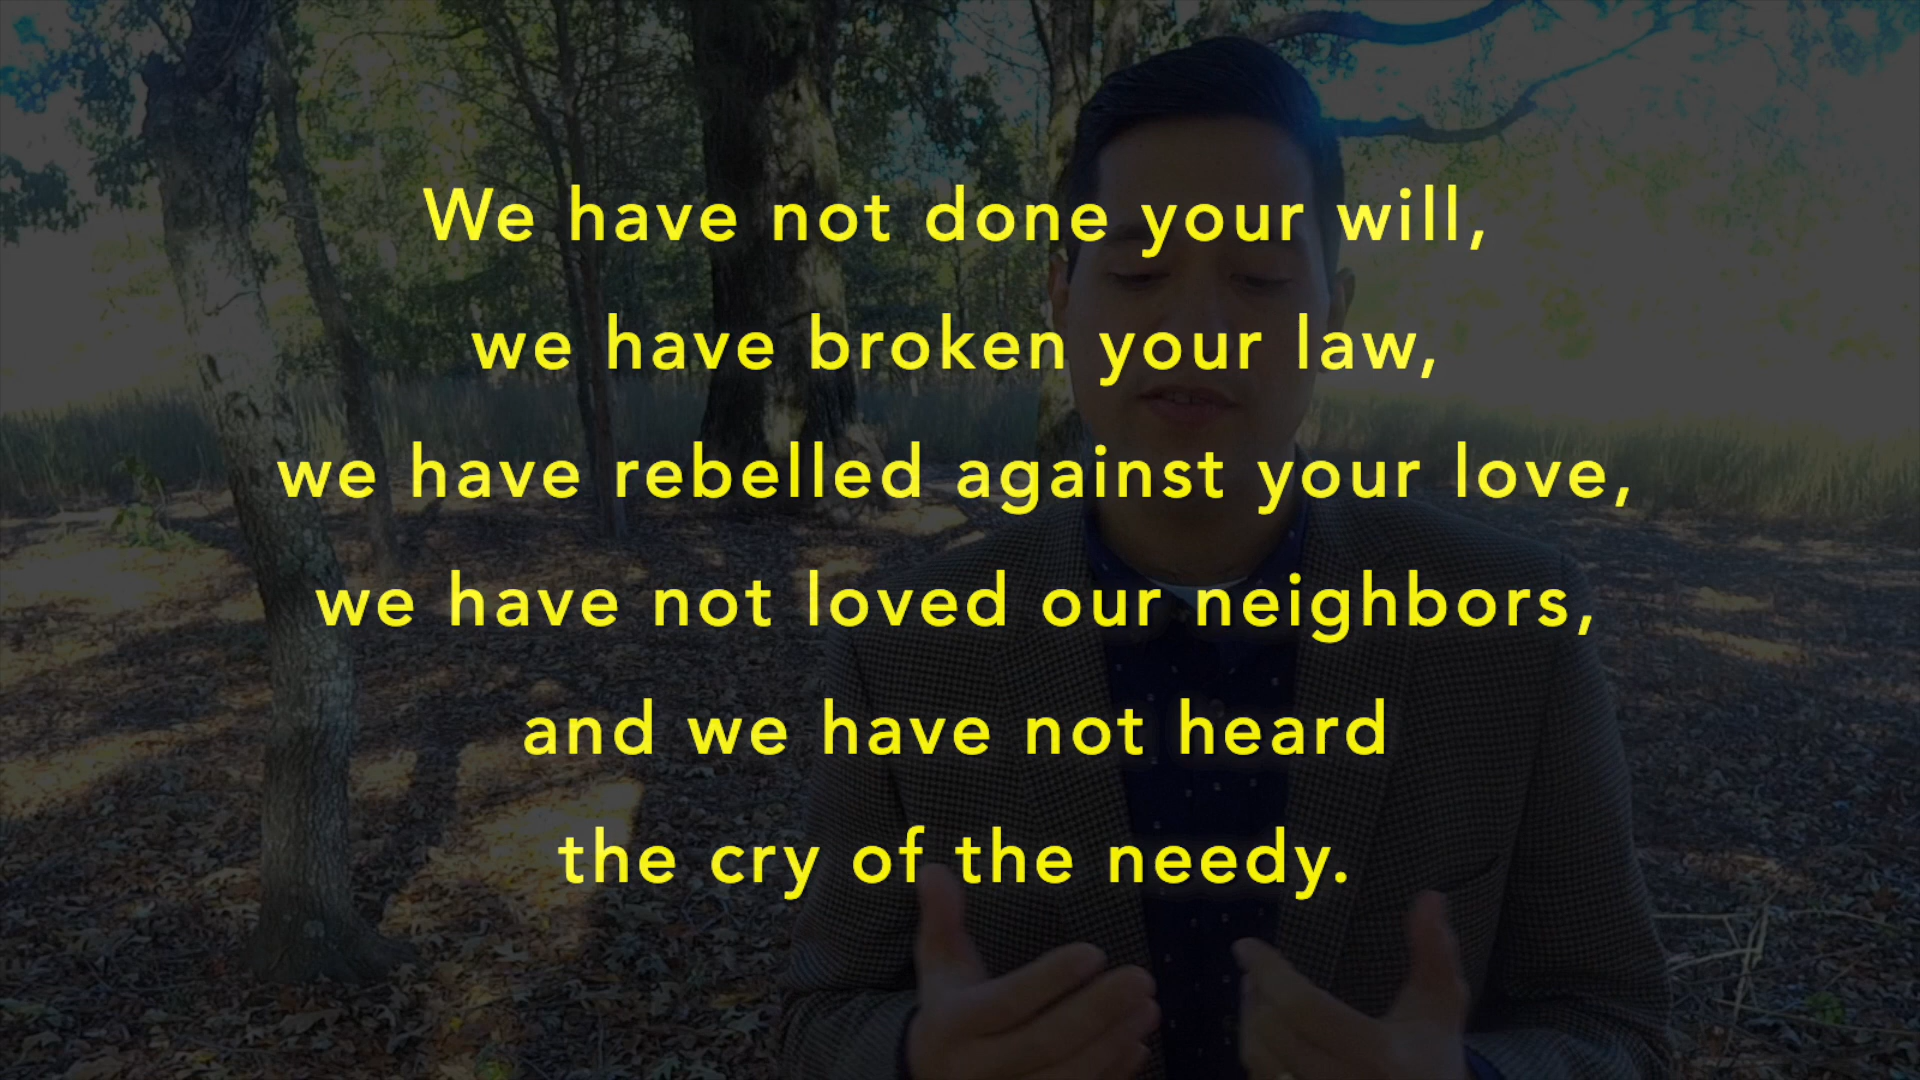 We have not done your will,
we have broken your law,
we have rebelled against your love,
we have not loved our neighbors,
and we have not heard
the cry of the needy.